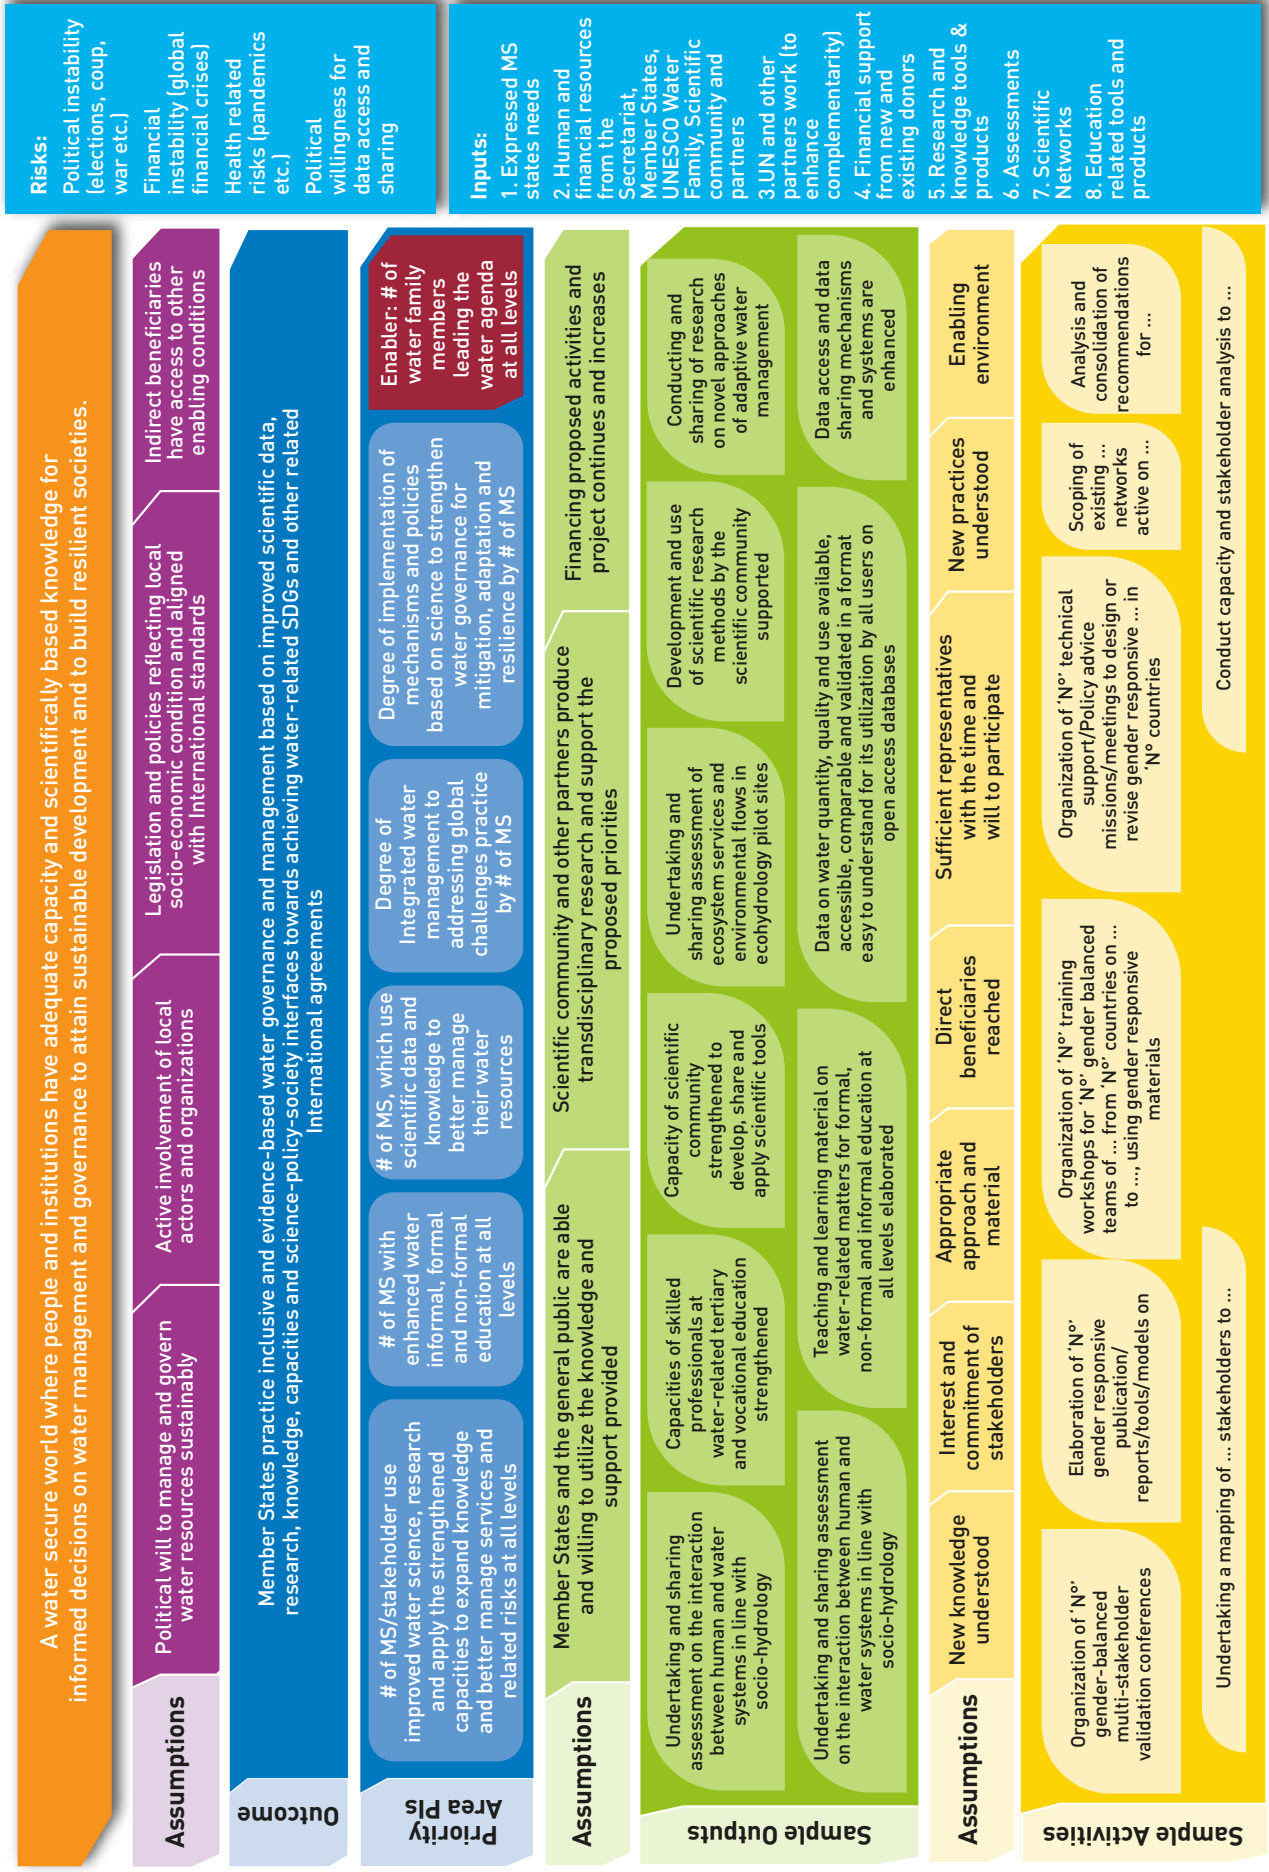 A water secure world where people and institutions have adequate capacity and scientifically based knowledge for
informed decisions on water management and governance to attain sustainable development and to build resilient societies.
Assumptions
Political will to manage and govern
water resources sustainably
Active involvement of local
actors and organizations
Legislation and policies reflecting local
socio-economic condition and aligned
with International standards
Indirect beneficiaries
have access to other
enabling conditions
Outcome
Member States practice inclusive and evidence-based water governance and management based on improved scientific data,
research, knowledge, capacities and science-policy-society interfaces towards achieving water-related SDGs and other related
International agreements
Priority
Area PIs
# of MS/stakeholder use
improved water science, research
and apply the strengthened
capacities to expand knowledge
and better manage services and
related risks at all levels
# of MS with
enhanced water
informal, formal
and non-formal
education at all
levels
# of MS, which use
scientific data and
knowledge to
better manage
their water
resources
Degree of
Integrated water
management to
addressing global
challenges practice
by # of MS
Degree of implementation of
mechanisms and policies
based on science to strengthen
water governance for
mitigation, adaptation and
resilience by # of MS
Enabler: # of
water family
members
leading the
water agenda
at all levels
Assumptions
Member States and the general public are able
and willing to utilize the knowledge and
support provided
Scientific community and other partners produce
transdisciplinary research and support the
proposed priorities
Financing proposed activities and
project continues and increases
Sample Outputs
Undertaking and sharing
assessment on the interaction
between human and water
systems in line with
socio-hydrology
Capacities of skilled
professionals at
water-related tertiary
and vocational education
strengthened
Capacity of scientific
community
strengthened to
develop, share and
apply scientific tools
Undertaking and
sharing assessment of
ecosystem services and
environmental flows in
ecohydrology pilot sites
Development and use
of scientific research
methods by the
scientific community
supported
Conducting and
sharing of research
on novel approaches
of adaptive water
management
Undertaking and sharing assessment
on the interaction between human and
water systems in line with
socio-hydrology
Teaching and learning material on
water-related matters for formal,
non-formal and informal education at
all levels elaborated
Data on water quantity, quality and use available,
accessible, comparable and validated in a format
easy to understand for its utilization by all users on
open access databases
Data access and data
sharing mechanisms
and systems are
enhanced
Assumptions
New knowledge
understood
Interest and
commitment of
stakeholders
Appropriate
approach and
material
Direct
beneficiaries
reached
Sufficient representatives
with the time and
will to participate
New practices
understood
Enabling
environment
Sample Activities
Organization of ‘N°’
gender-balanced
multi-stakeholder
validation conferences
Elaboration of ‘N°’
gender responsive
publication/
reports/tools/models on
Organization of ‘N°’ training
workshops for ‘N°’ gender balanced
teams of ... from ‘N°’ countries on ...
to ..., using gender responsive
materials
Organization of ‘N°’ technical
support/Policy advice
missions/meetings to design or
revise gender responsive ... in
‘N° countries
Scoping of
existing ...
networks
active on ...
Analysis and
consolidation of
recommendations
for ...
Undertaking a mapping of ... stakeholders to ...
Conduct capacity and stakeholder analysis to ...
Risks:
Political instability
(elections, coup,
war etc.)
Financial
instability (global
financial crises)
Health related
risks (pandemics
etc.)
Political
willingness for
data access and
sharing
Inputs:
1. Expressed MS
states needs
2. Human and
financial resources
from the
Secretariat,
Member States,
UNESCO Water
Family, Scientific
community and
partners
3.UN and other
partners work (to
enhance
complementarity)
4. Financial support
from new and
existing donors
5. Research and
knowledge tools &
products
6. Assessments
7. Scientific
Networks
8. Education
related tools and
products